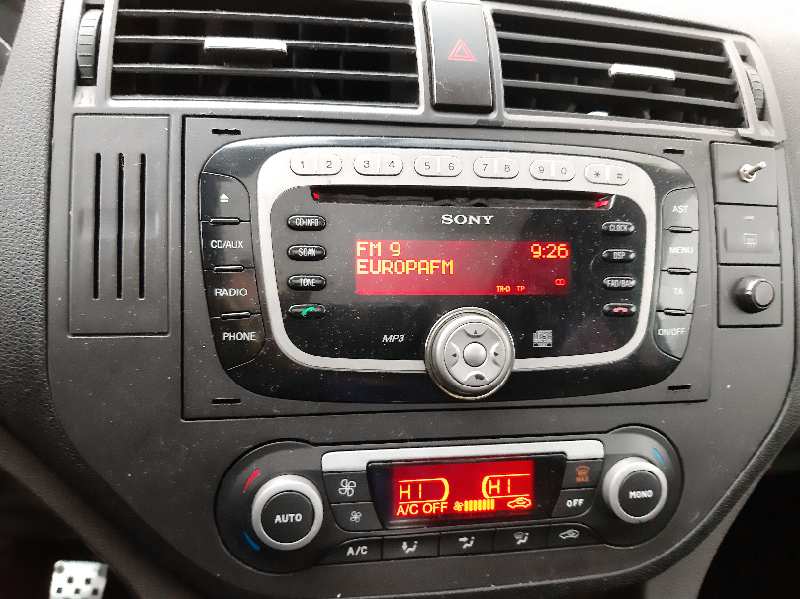 1 2 3 4 5 6 7 8 9 0 * #
SONY
CD-INFO
CLOCK
AST
CD/AUX
SCAN
FM 9 9:26
DSP
MENU
EUROPAFM
RADIO
TONE
TR-D TP CD
FAD/BAL
TA
PHONE
MP3
ON/OFF
HI HI
MAX
AUTO
A/C OFF
OFF
MONO
A/C